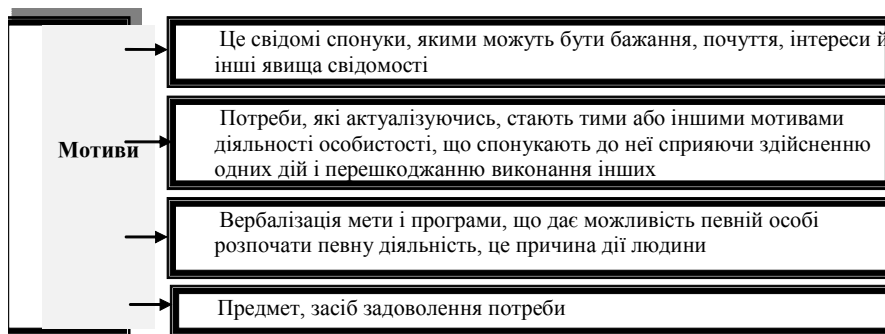 Мотиви
Це свідомі спонуки, якими можуть бути бажання, почуття, інтереси й
інші явища свідомості
Потреби, які актуалізуючись, стають тими або іншими мотивами
діяльності особистості, що спонукають до неї сприяючи здійсненню
одних дій і перешкоджанню виконання інших
Вербалізація мети і програми, що дає можливість певній особі
розпочати певну діяльність, це причина дії людини
Предмет, засіб задоволення потреби